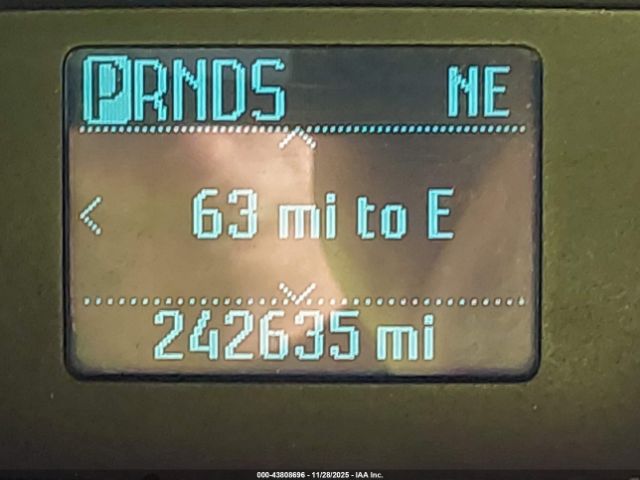 PRNDS NE
63 mi to E
242635 mi
000-43808696 - 11/28/2025 - IAA Inc.